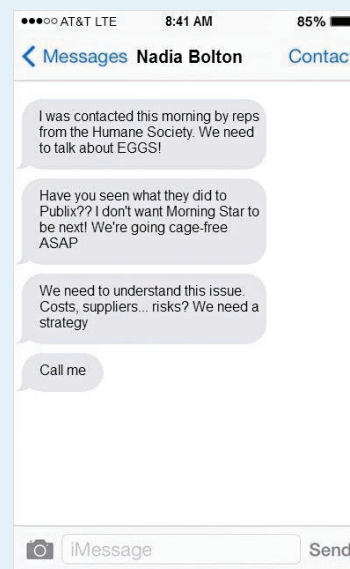 AT&T LTE 8:41 AM 85%
Messages Nadia Bolton Contac
I was contacted this morning by reps
from the Humane Society. We need
to talk about EGGS!
Have you seen what they did to
Publix?? I don't want Morning Star to
be next! We're going cage-free
ASAP
We need to understand this issue.
Costs, suppliers... risks? We need a
strategy
Call me
iMessage Send